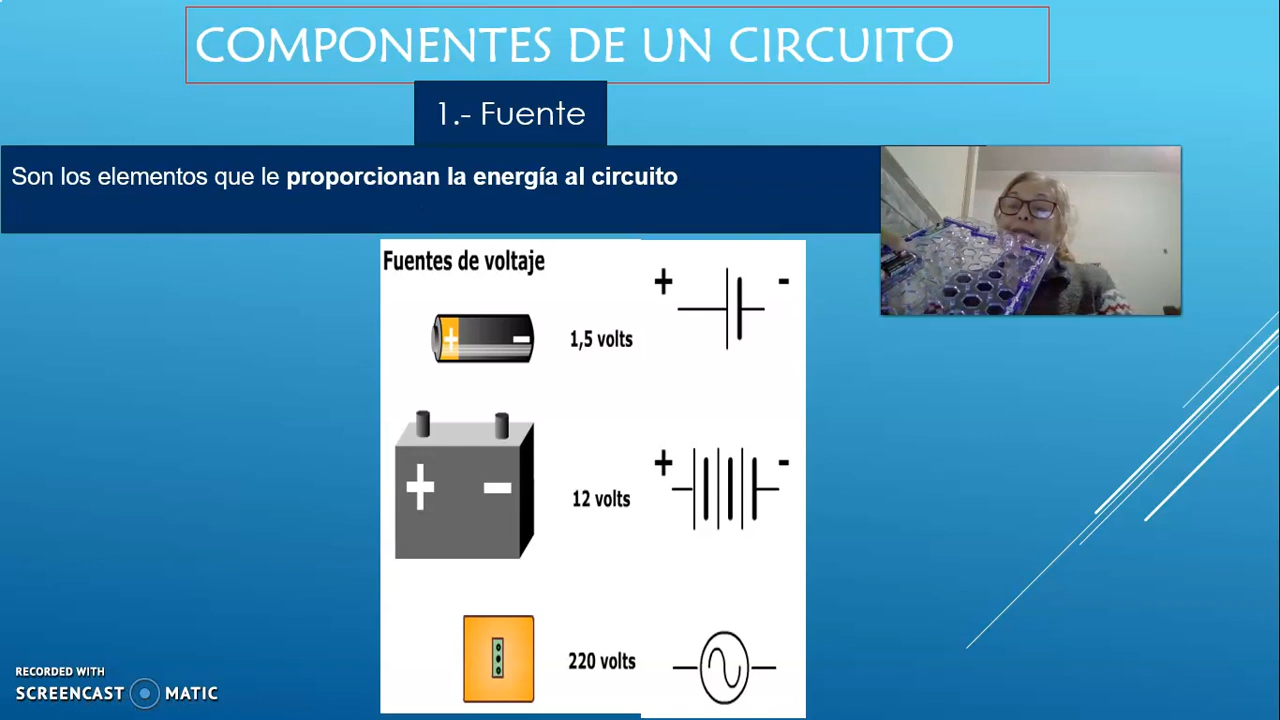 COMPONENTES DE UN CIRCUITO
1.- Fuente
Son los elementos que le proporcionan la energía al circuito
Fuentes de voltaje
+ -
+ - 1,5 volts
+ -
+ - 12 volts
220 volts
RECORDED WITH
SCREENCAST MATIC